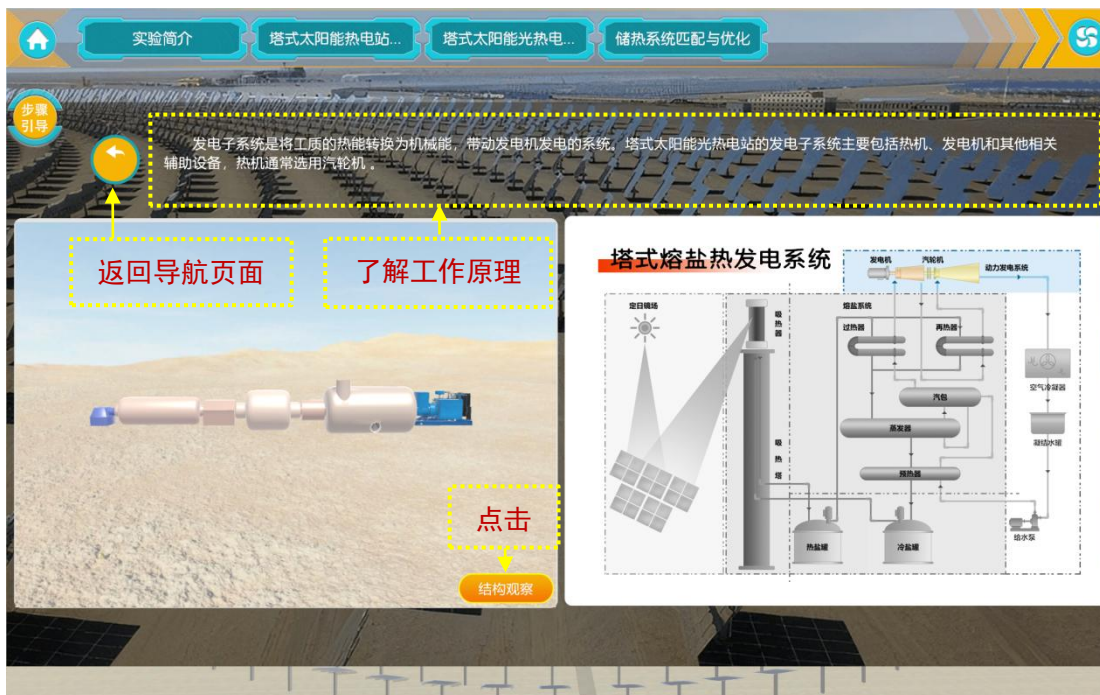 实验简介
塔式太阳能热电站...
塔式太阳能光热电...
储热系统匹配与优化
步骤
引导
发电子系统是将工质的热能转换为机械能，带动发电机发电的系统。塔式太阳能光热电站的发电子系统主要包括热机、发电机和其他相关
辅助设备，热机通常选用汽轮机 。
返回导航页面
了解工作原理
点击
结构观察
塔式熔盐热发电系统
发电机
汽轮机
动力发电系统
定日镜场
吸热器
熔盐系统
过热器
再热器
空气冷凝器
汽包
凝结水罐
蒸发器
吸热塔
预热器
给水泵
热盐罐
冷盐罐